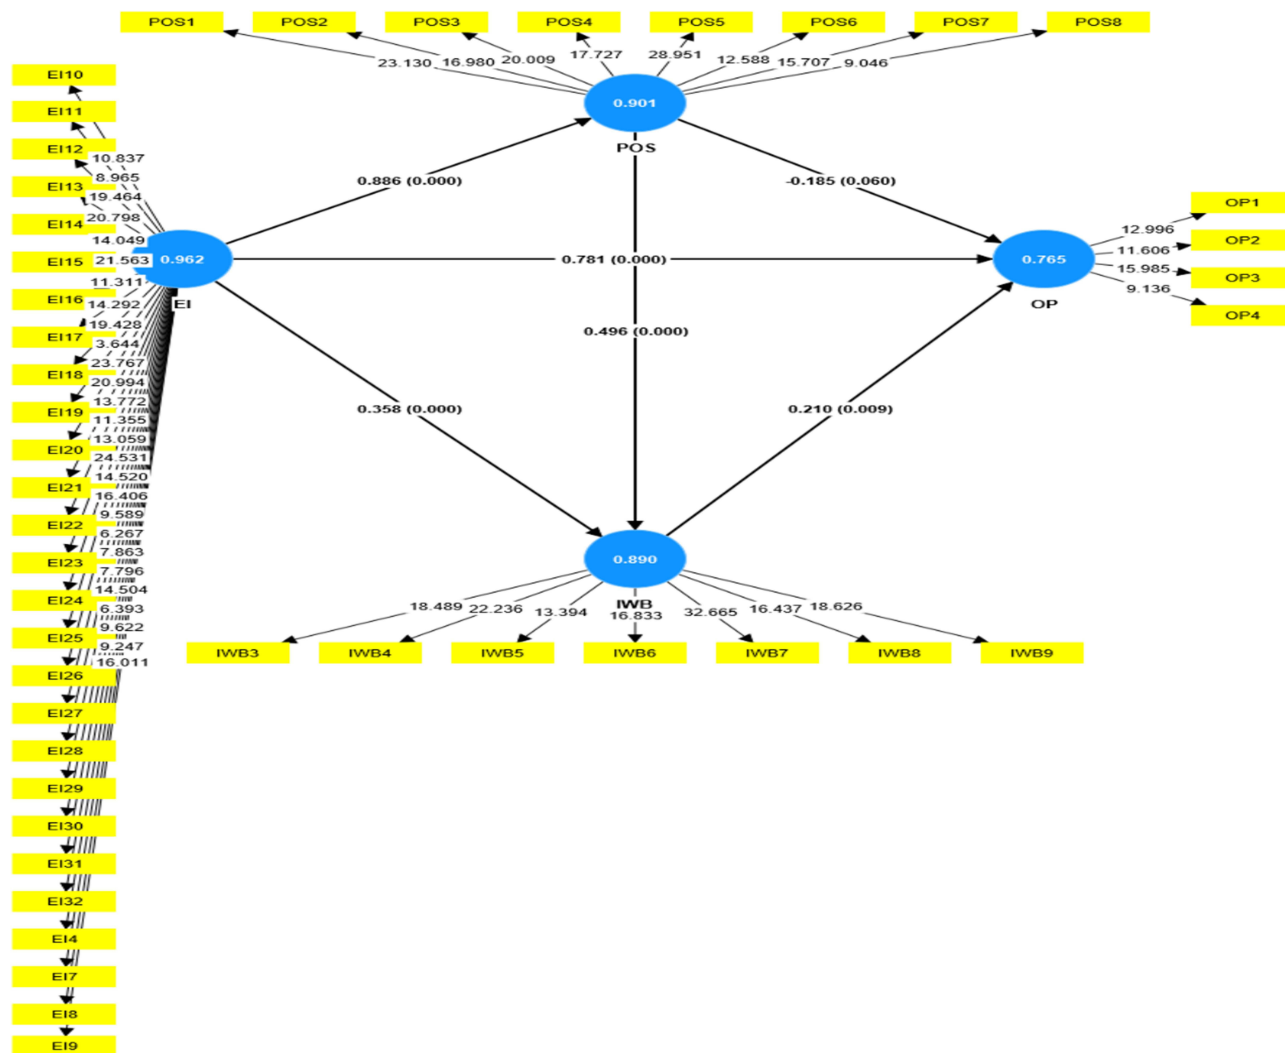 POS1 POS2 POS3 POS4 POS5 POS6 POS7 POS8
23.130 16.980 20.009 17.727 28.951 12.588 15.707 9.046
0.901
POS
EI10
EI11
EI12
EI13
EI14
EI15
EI16
EI17
EI18
EI19
EI20
EI21
EI22
EI23
EI24
EI25
EI26
EI27
EI28
EI29
EI30
EI31
EI32
EI4
EI7
EI8
EI9
10.837
8.965
19.464
20.798
14.049
21.563
11.311
14.292
19.428
3.644
23.767
20.994
13.772
11.355
13.059
24.531
14.520
16.406
9.589
6.267
7.863
7.796
14.504
6.393
9.622
9.247
16.011
0.962
EI
0.886 (0.000)
-0.185 (0.060)
0.781 (0.000)
0.496 (0.000)
0.358 (0.000)
0.210 (0.009)
0.765
OP
12.996
11.606
15.985
9.136
OP1
OP2
OP3
OP4
0.890
IWB
18.489 22.236 13.394 16.833 32.665 16.437 18.626
IWB3 IWB4 IWB5 IWB6 IWB7 IWB8 IWB9